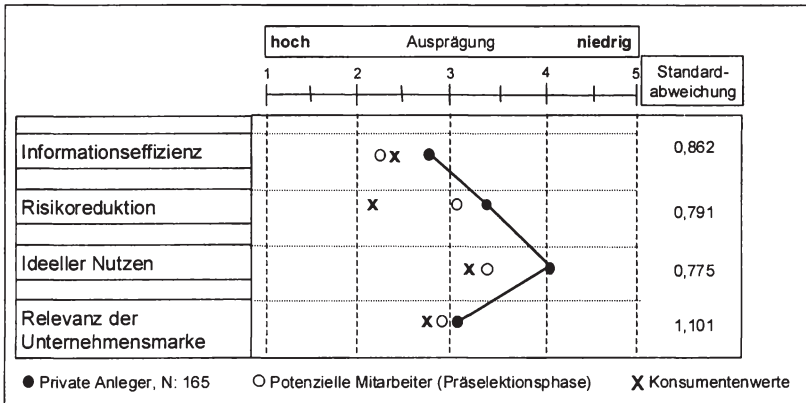 hoch Ausprägung niedrig
1 2 3 4 5
Standard-
abweichung
Informationseffizienz 0,862
Risikoreduktion 0,791
Ideeller Nutzen 0,775
Relevanz der
Unternehmensmarke 1,101
Private Anleger, N: 165 Potenzielle Mitarbeiter (Präselektionsphase) X Konsumentenwerte